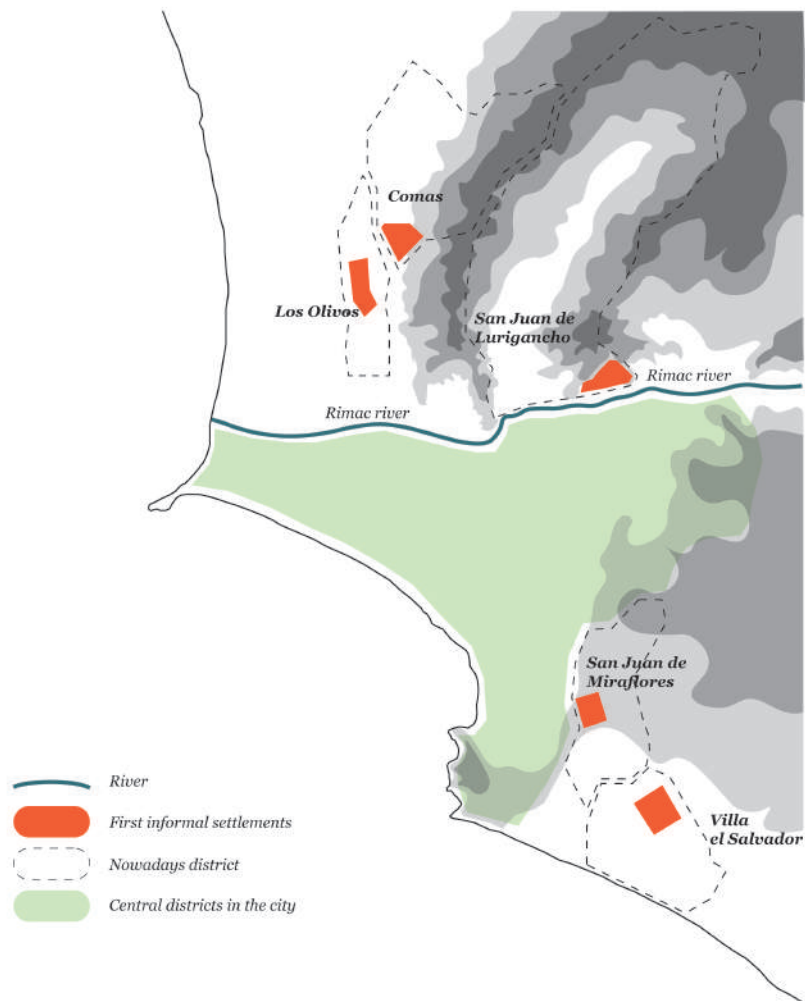 Comas
Los Olivos
San Juan de
Lurigancho
Rimac river
Rimac river
San Juan de
Miraflores
Villa
el Salvador
River
First informal settlements
Nowadays district
Central districts in the city